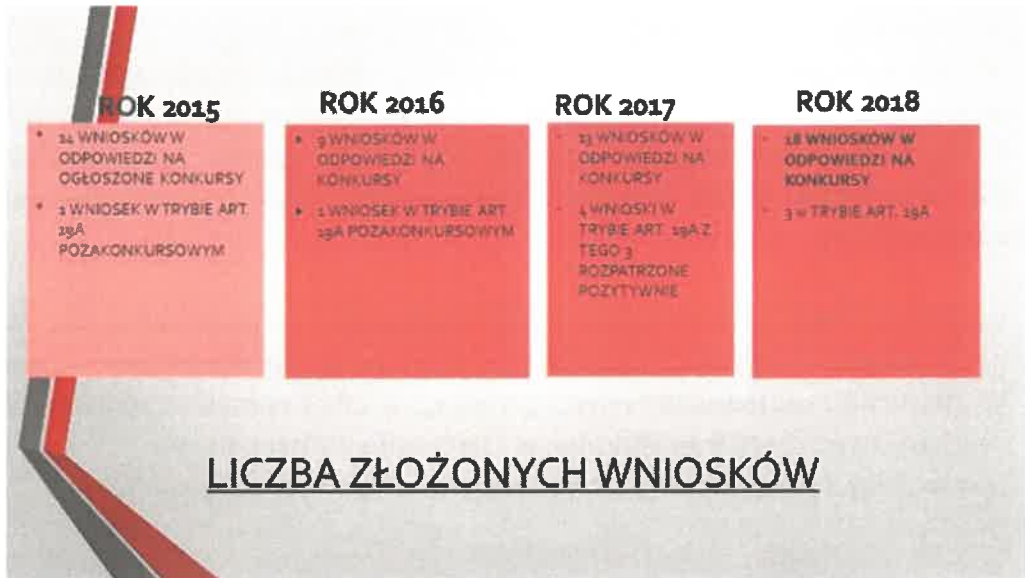 ROK 2015
• 14 WNIOSKÓW W
ODPOWIEDZI NA
OGŁOSZONE KONKURSY
• 1 WNIOSEK W TRYBIE ART.
19A
POZAKONKURSOWYM
ROK 2016
• 9 WNIOSKÓW W
ODPOWIEDZI NA
KONKURSY
• 1 WNIOSEK W TRYBIE ART.
19A POZAKONKURSOWYM
ROK 2017
- 13 WNIOSKÓW W
ODPOWIEDZI NA
KONKURSY
- 4 WNIOSKI W
TRYBIE ART. 19A Z
TEGO 3
ROZPATRZONE
POZYTYWNIE
ROK 2018
- 18 WNIOSKÓW W
ODPOWIEDZI NA
KONKURSY
- 3 w TRYBIE ART. 19A
LICZBA ZŁOŻONYCH WNIOSKÓW